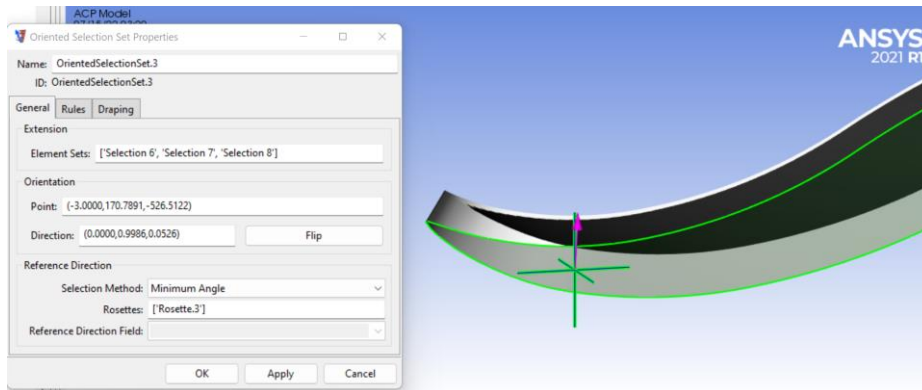 ACP Model
Oriented Selection Set Properties
ANSYS
2021 R1
Name: OrientedSelectionSet.3
ID: OrientedSelectionSet.3
General Rules Draping
Extension
Element Sets: ['Selection 6', 'Selection 7', 'Selection 8']
Orientation
Point: (-3.0000,170.7891,-526.5122)
Direction: (0.0000,0.9986,0.0526) Flip
Reference Direction
Selection Method: Minimum Angle
Rosettes: ['Rosette.3']
Reference Direction Field:
OK Apply Cancel